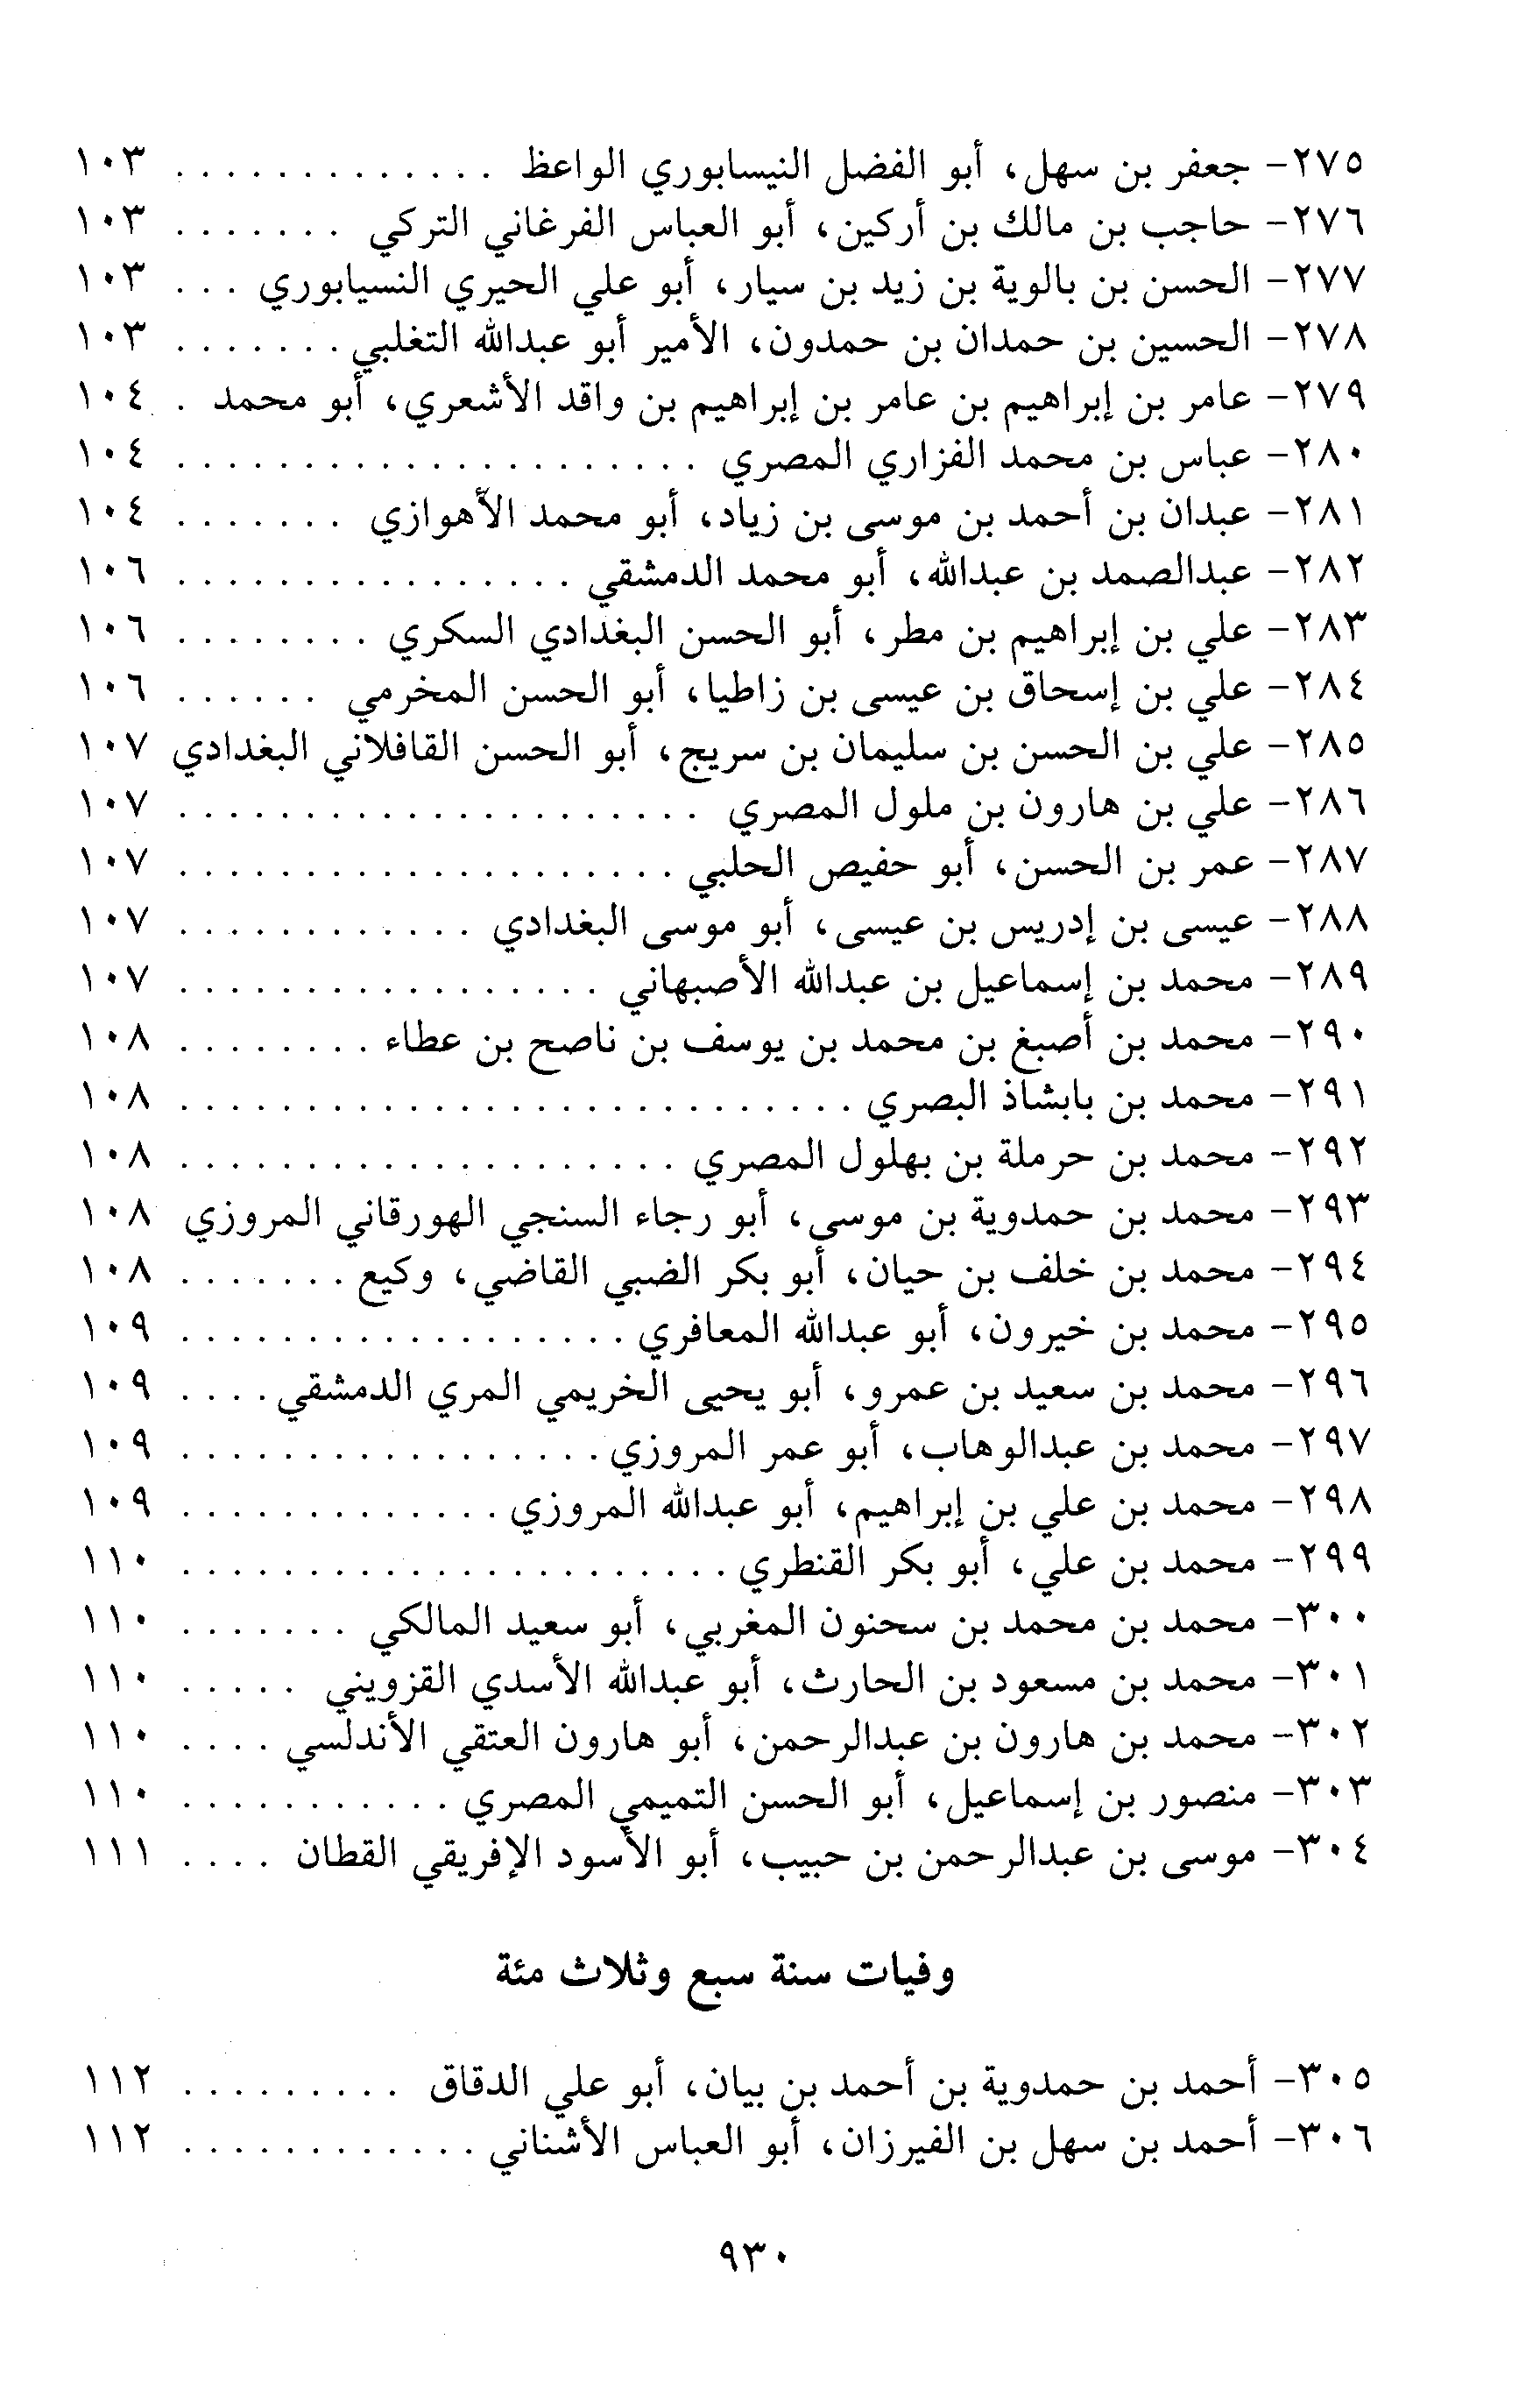 ٢٧٥- جعفر بن سهل، أبو الفضل النيسابوري الواعظ . . . . . . . . . . . . . ١٠٣
٢٧٦- حاجب بن مالك بن أركين، أبو العباس الفرغاني التركي . . . . . . . ١٠٣
٢٧٧- الحسن بن بالوية بن زيد بن سيار، أبو علي الحيري النسيابوري . . . ١٠٣
٢٧٨- الحسين بن حمدان بن حمدون، الأمير أبو عبدالله التغلبي . . . . . . . ١٠٣
٢٧٩- عامر بن إبراهيم بن عامر بن إبراهيم بن واقد الأشعري، أبو محمد . . ١٠٤
٢٨٠- عباس بن محمد الفزاري المصري . . . . . . . . . . . . . . . . . . . . . ١٠٤
٢٨١- عبدان بن أحمد بن موسى بن زياد، أبو محمد الأهوازي . . . . . . . ١٠٤
٢٨٢- عبدالصمد بن عبدالله، أبو محمد الدمشقي . . . . . . . . . . . . . . . . ١٠٦
٢٨٣- علي بن إبراهيم بن مطر، أبو الحسن البغدادي السكري . . . . . . . . ١٠٦
٢٨٤- علي بن إسحاق بن عيسى بن زاطيا، أبو الحسن المخرمي . . . . . . ١٠٦
٢٨٥- علي بن الحسن بن سليمان بن سريج، أبو الحسن القافلاني البغدادي ١٠٧
٢٨٦- علي بن هارون بن ملول المصري . . . . . . . . . . . . . . . . . . . . . ١٠٧
٢٨٧- عمر بن الحسن، أبو حفيص الحلبي . . . . . . . . . . . . . . . . . . . . ١٠٧
٢٨٨- عيسى بن إدريس بن عيسى، أبو موسى البغدادي . . . . . . . . . . . . ١٠٧
٢٨٩- محمد بن إسماعيل بن عبدالله الأصبهاني . . . . . . . . . . . . . . . . . ١٠٧
٢٩٠- محمد بن أصبغ بن محمد بن يوسف بن ناصح بن عطاء . . . . . . . . ١٠٨
٢٩١- محمد بن بابشاذ البصري . . . . . . . . . . . . . . . . . . . . . . . . . . . ١٠٨
٢٩٢- محمد بن حرملة بن بهلول المصري . . . . . . . . . . . . . . . . . . . . ١٠٨
٢٩٣- محمد بن حمدوية بن موسى، أبو رجاء السنجي الهورقاني المروزي ١٠٨
٢٩٤- محمد بن خلف بن حيان، أبو بكر الضبي القاضي، وكيع . . . . . . . ١٠٨
٢٩٥- محمد بن خيرون، أبو عبدالله المعافري . . . . . . . . . . . . . . . . . . ١٠٩
٢٩٦- محمد بن سعيد بن عمرو، أبو يحيى الخريمي المري الدمشقي . . . . ١٠٩
٢٩٧- محمد بن عبدالوهاب، أبو عمر المروزي . . . . . . . . . . . . . . . . . ١٠٩
٢٩٨- محمد بن علي بن إبراهيم، أبو عبدالله المروزي . . . . . . . . . . . . . ١٠٩
٢٩٩- محمد بن علي، أبو بكر القنطري . . . . . . . . . . . . . . . . . . . . . . ١١٠
٣٠٠- محمد بن محمد بن سحنون المغربي، أبو سعيد المالكي . . . . . . . ١١٠
٣٠١- محمد بن مسعود بن الحارث، أبو عبدالله الأسدي القزويني . . . . . ١١٠
٣٠٢- محمد بن هارون بن عبدالرحمن، أبو هارون العتقي الأندلسي . . . . ١١٠
٣٠٣- منصور بن إسماعيل، أبو الحسن التميمي المصري . . . . . . . . . . . ١١٠
٣٠٤- موسى بن عبدالرحمن بن حبيب، أبو الأسود الإفريقي القطان . . . . ١١١
وفيات سنة سبع وثلاث مئة
٣٠٥- أحمد بن حمدوية بن أحمد بن بيان، أبو علي الدقاق . . . . . . . . . ١١٢
٣٠٦- أحمد بن سهل بن الفيرزان، أبو العباس الأشناني . . . . . . . . . . . . ١١٢
٩٣٠